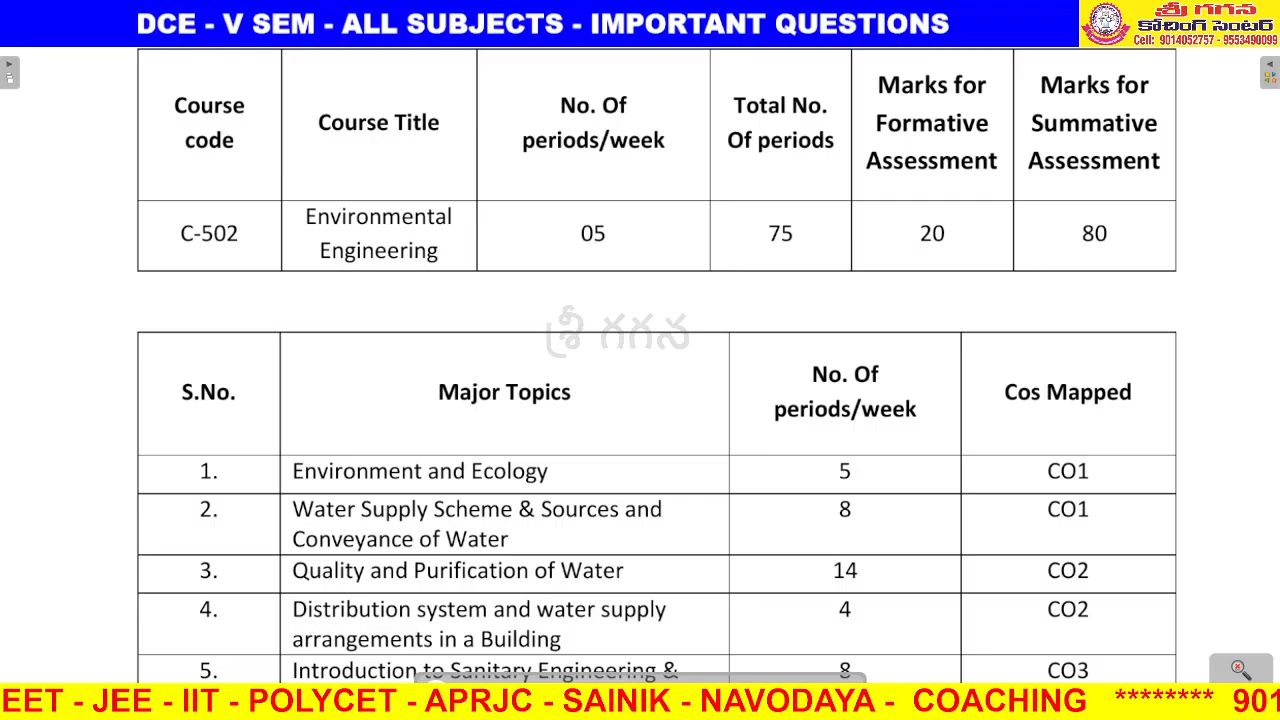 DCE - V SEM - ALL SUBJECTS - IMPORTANT QUESTIONS
శ్రీ గగన
కోచింగ్ సెంటర్
Cell: 9014052757 - 9553490099
Course code
Course Title
No. Of periods/week
Total No. Of periods
Marks for Formative Assessment
Marks for Summative Assessment
C-502
Environmental Engineering
05
75
20
80
శ్రీ గగన
S.No.
Major Topics
No. Of periods/week
Cos Mapped
1.
Environment and Ecology
5
CO1
2.
Water Supply Scheme & Sources and
Conveyance of Water
8
CO1
3.
Quality and Purification of Water
14
CO2
4.
Distribution system and water supply
arrangements in a Building
4
CO2
5.
Introduction to Sanitary Engineering &
8
CO3
EET - JEE - IIT - POLYCET - APRJC - SAINIK - NAVODAYA - COACHING ******** 901